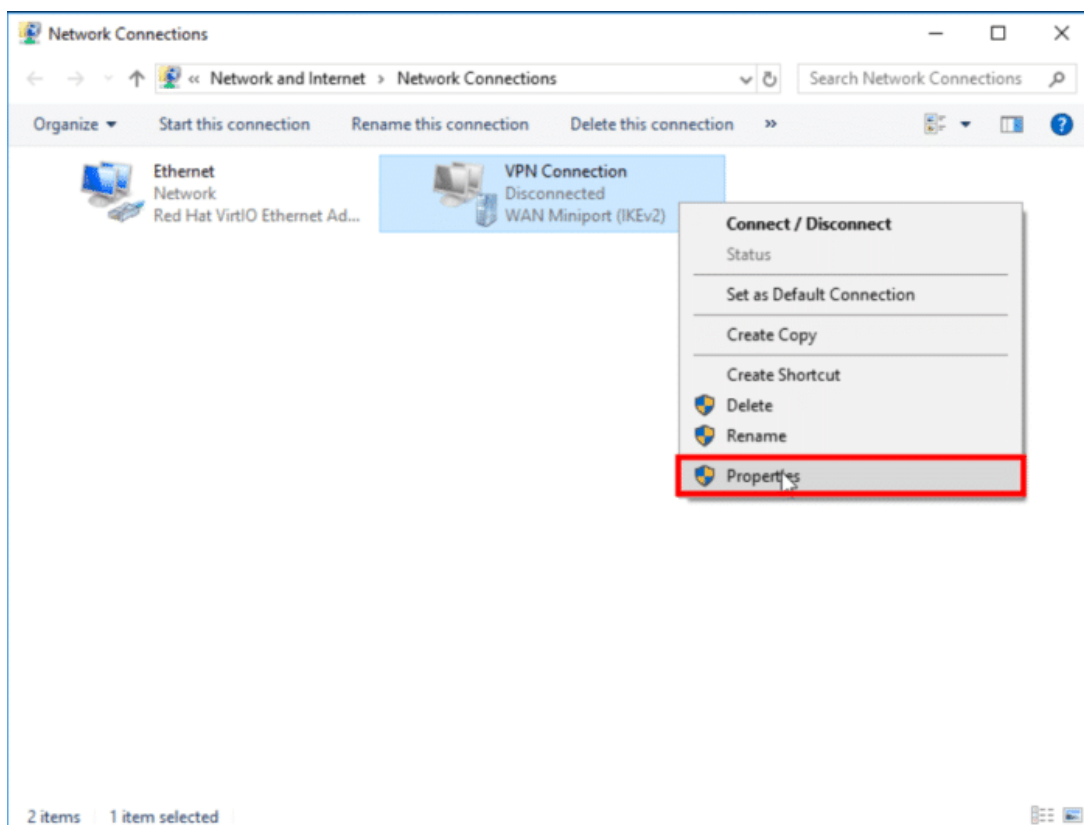 Network Connections
« Network and Internet > Network Connections
Search Network Connections
Organize Start this connection Rename this connection Delete this connection »
Ethernet
Network
Red Hat VirtIO Ethernet Ad...
VPN Connection
Disconnected
WAN Miniport (IKEv2)
Connect / Disconnect
Status
Set as Default Connection
Create Copy
Create Shortcut
Delete
Rename
Properties
2 items 1 item selected